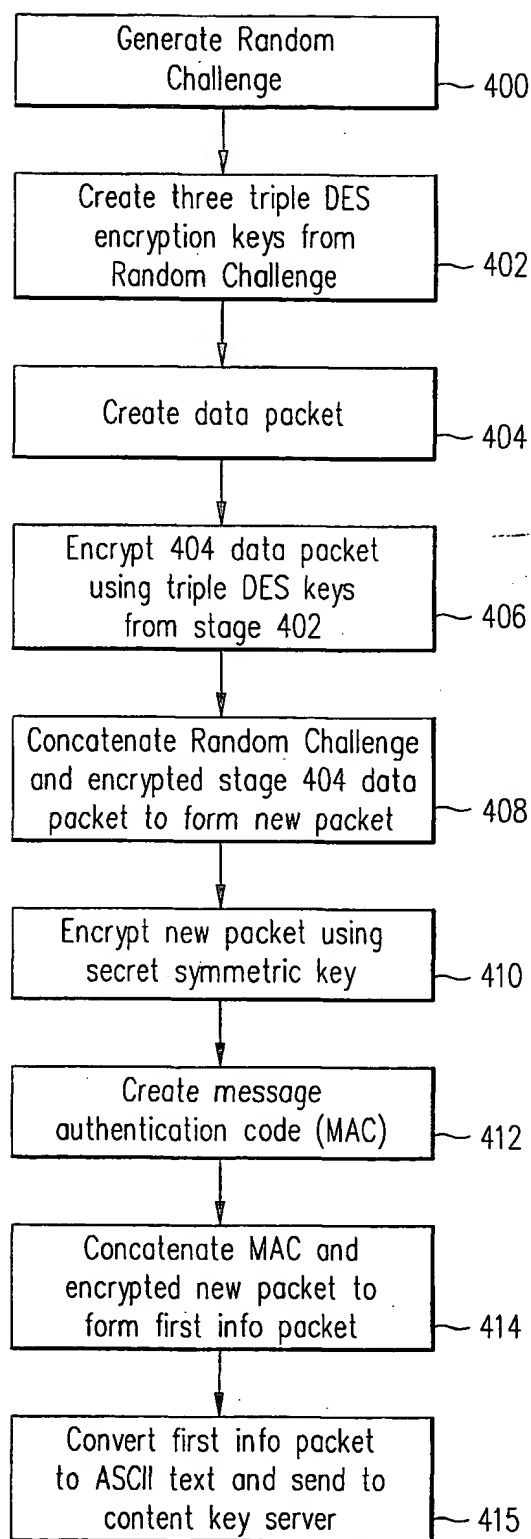 Generate Random
Challenge
400
Create three triple DES
encryption keys from
Random Challenge
402
Create data packet
404
Encrypt 404 data packet
using triple DES keys
from stage 402
406
Concatenate Random Challenge
and encrypted stage 404 data
packet to form new packet
408
Encrypt new packet using
secret symmetric key
410
Create message
authentication code (MAC)
412
Concatenate MAC and
encrypted new packet to
form first info packet
414
Convert first info packet
to ASCII text and send to
content key server
415